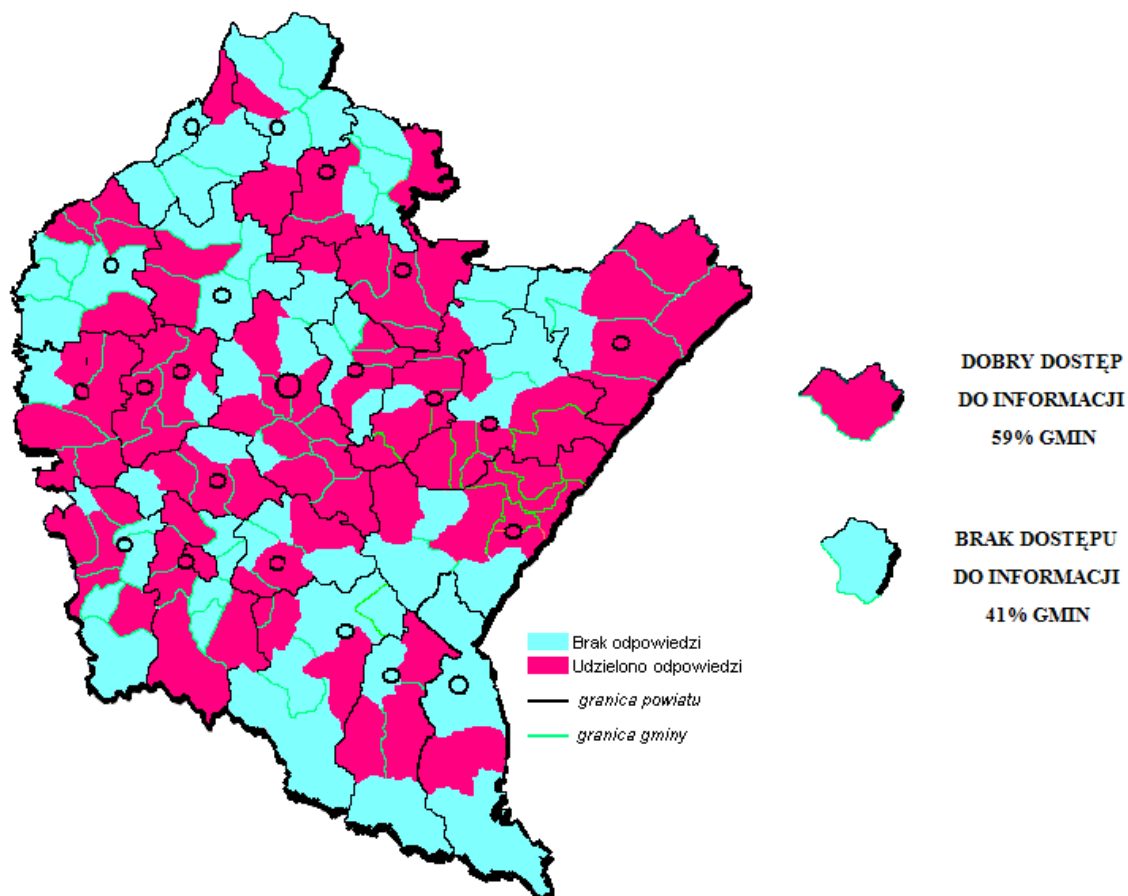 DOBRY DOSTĘP
DO INFORMACJI
59% GMIN
BRAK DOSTĘPU
DO INFORMACJI
41% GMIN
Brak odpowiedzi
Udzielono odpowiedzi
granica powiatu
granica gminy